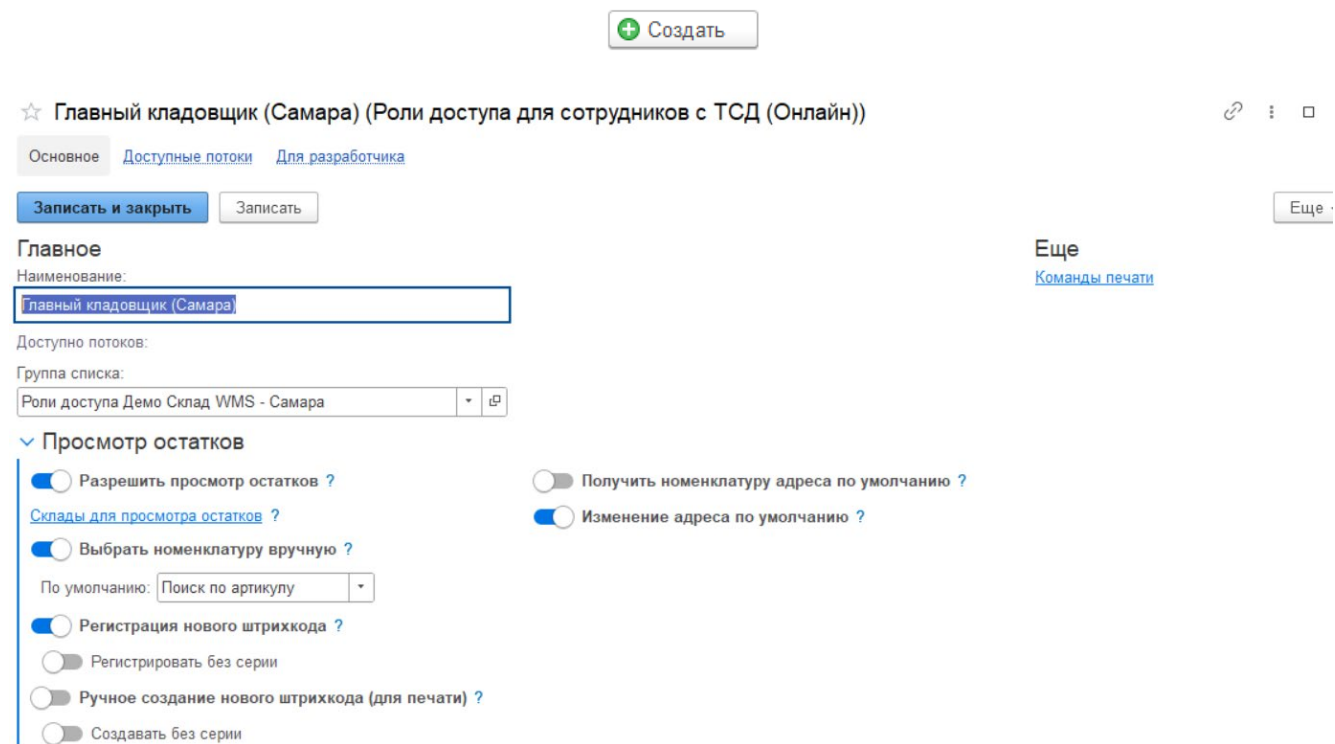 Создать
Главный кладовщик (Самара) (Роли доступа для сотрудников с ТСД (Онлайн))
Основное Доступные потоки Для разработчика
Записать и закрыть Записать Еще
Главное Еще
Наименование: Команды печати
Главный кладовщик (Самара)
Доступно потоков:
Группа списка:
Роли доступа Демо Склад WMS - Самара
Просмотр остатков
Разрешить просмотр остатков ? Получить номенклатуру адреса по умолчанию ?
Склады для просмотра остатков ? Изменение адреса по умолчанию ?
Выбрать номенклатуру вручную ?
По умолчанию: Поиск по артикулу
Регистрация нового штрихкода ?
Регистрировать без серии
Ручное создание нового штрихкода (для печати) ?
Создавать без серии